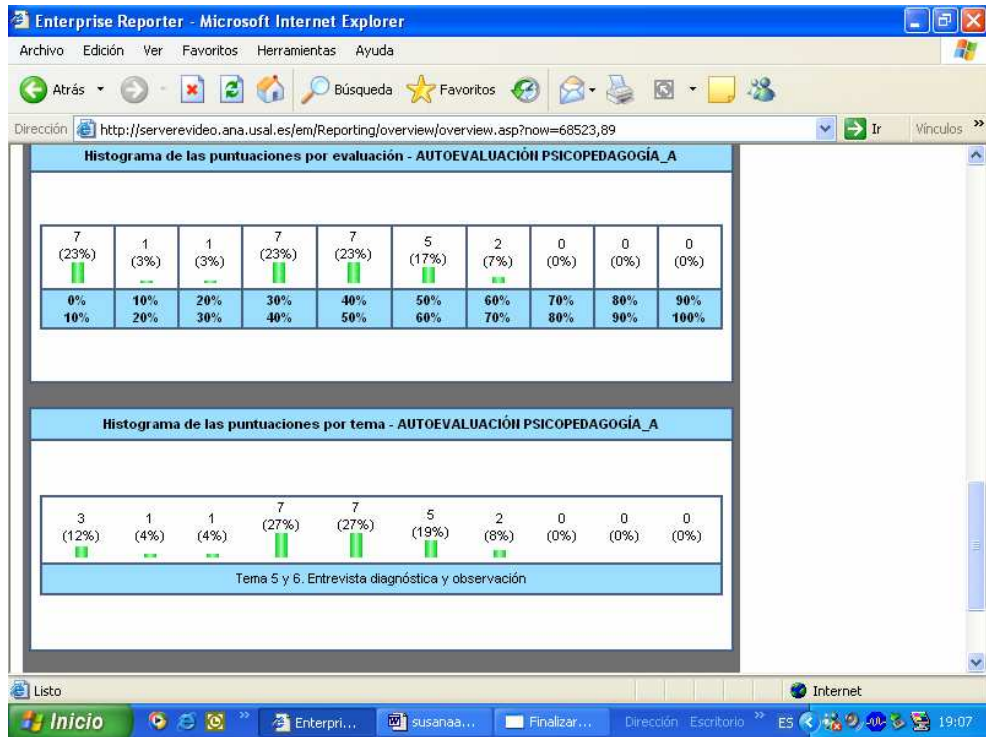 Enterprise Reporter - Microsoft Internet Explorer
Archivo Edición Ver Favoritos Herramientas Ayuda
Atrás Búsqueda Favoritos
Dirección http://serverevideo.ana.usal.es/em/Reporting/overview/overview.asp?now=68523,89 Ir Vínculos »
Histograma de las puntuaciones por evaluación - AUTOEVALUACIÓN PSICOPEDAGOGÍA_A
7 1 1 7 7 5 2 0 0 0
(23%) (3%) (3%) (23%) (23%) (17%) (7%) (0%) (0%) (0%)
0% 10% 20% 30% 40% 50% 60% 70% 80% 90%
10% 20% 30% 40% 50% 60% 70% 80% 90% 100%
Histograma de las puntuaciones por tema - AUTOEVALUACIÓN PSICOPEDAGOGÍA_A
3 1 1 7 7 5 2 0 0 0
(12%) (4%) (4%) (27%) (27%) (19%) (8%) (0%) (0%) (0%)
Tema 5 y 6. Entrevista diagnóstica y observación
Listo Internet
Inicio » Enterpri... susanaa... Finalizar... Dirección Escritorio » ES 19:07